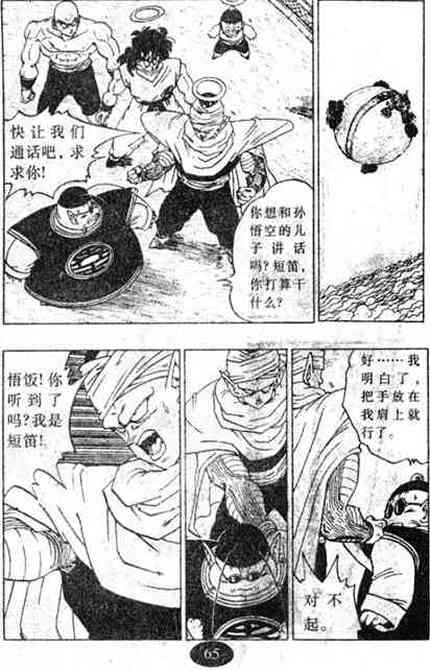 快让我们
通话吧，求
求你！
你想和孙
悟空的儿
子讲话
吗？短笛，
你打算干
什么？
好……我
明白了，
把手放在
我肩上就
行了。
对不
起。
悟饭！你
听到了
吗？我是
短笛！
65